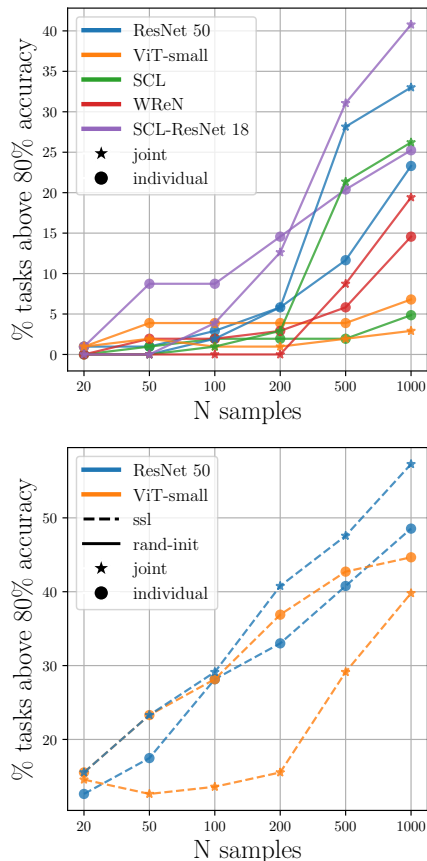 % tasks above 80% accuracy
40
35
30
25
20
15
10
5
0
ResNet 50
ViT-small
SCL
WReN
SCL-ResNet 18
joint
individual
20 50 100 200 500 1000
N samples
% tasks above 80% accuracy
50
40
30
20
ResNet 50
ViT-small
ssl
rand-init
joint
individual
20 50 100 200 500 1000
N samples